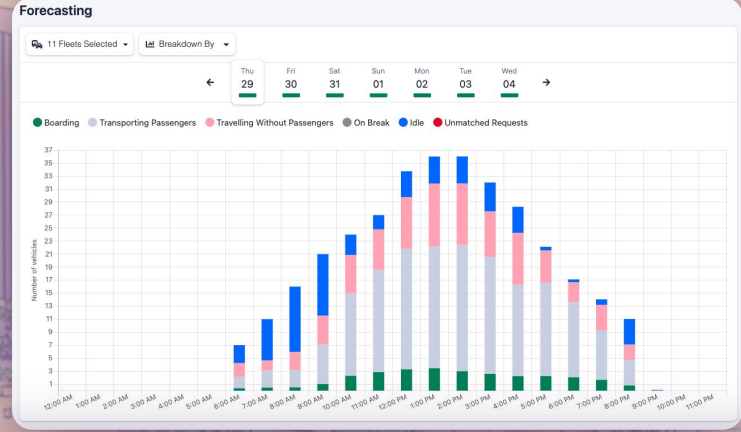 Forecasting
11 Fleets Selected
Breakdown By
Thu Fri Sat Sun Mon Tue Wed
29 30 31 01 02 03 04
Boarding Transporting Passengers Travelling Without Passengers On Break Idle Unmatched Requests
37
35
33
31
29
27
25
23
21
19
17
15
13
11
9
7
5
3
1
Number of vehicles
12:00 AM 1:00 AM 2:00 AM 3:00 AM 4:00 AM 5:00 AM 6:00 AM 7:00 AM 8:00 AM 9:00 AM 10:00 AM 11:00 AM 12:00 PM 1:00 PM 2:00 PM 3:00 PM 4:00 PM 5:00 PM 6:00 PM 7:00 PM 8:00 PM 9:00 PM 10:00 PM 11:00 PM